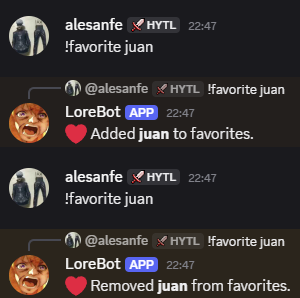 alesanfe HYTL 22:47
!favorite juan
@alesanfe HYTL !favorite juan
LoreBot APP 22:47
Added juan to favorites.
alesanfe HYTL 22:47
!favorite juan
@alesanfe HYTL !favorite juan
LoreBot APP 22:47
Removed juan from favorites.